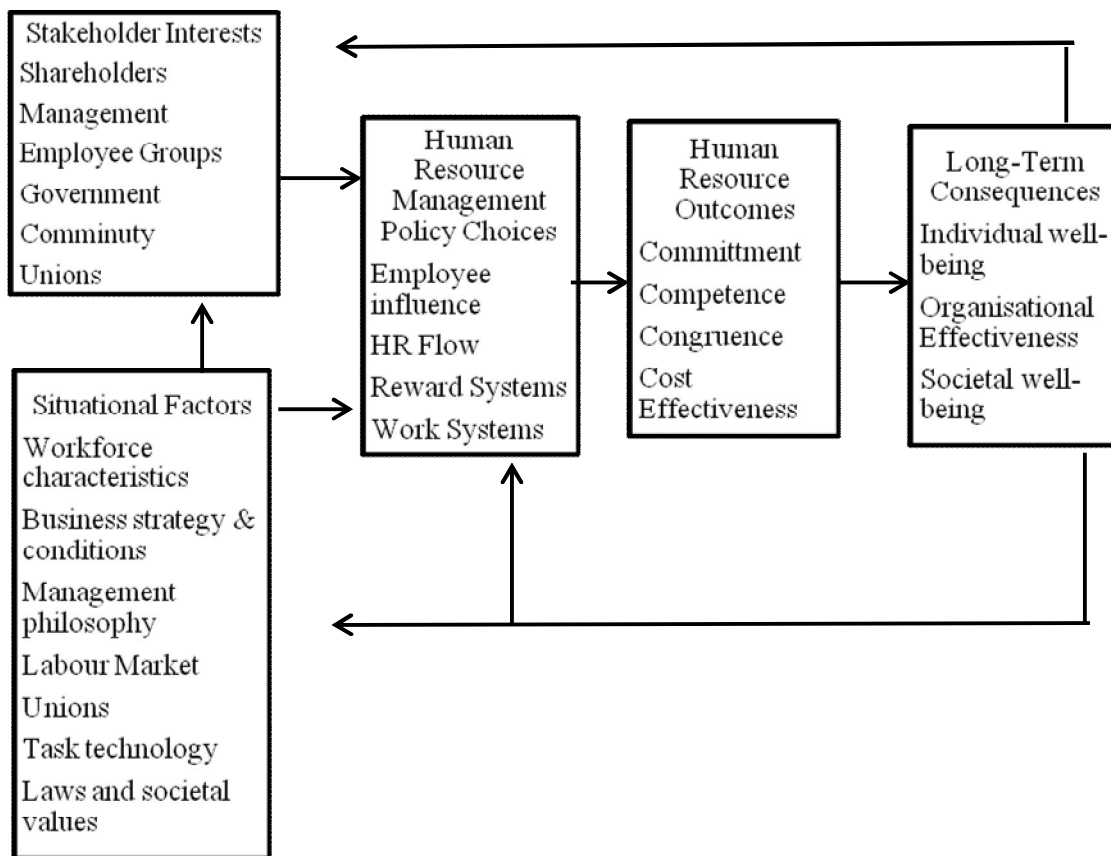 Stakeholder Interests
Shareholders
Management
Employee Groups
Government
Comminuty
Unions
Situational Factors
Workforce
characteristics
Business strategy &
conditions
Management
philosophy
Labour Market
Unions
Task technology
Laws and societal
values
Human
Resource
Management
Policy Choices
Employee
influence
HR Flow
Reward Systems
Work Systems
Human
Resource
Outcomes
Committment
Competence
Congruence
Cost
Effectiveness
Long-Term
Consequences
Individual well-
being
Organisational
Effectiveness
Societal well-
being